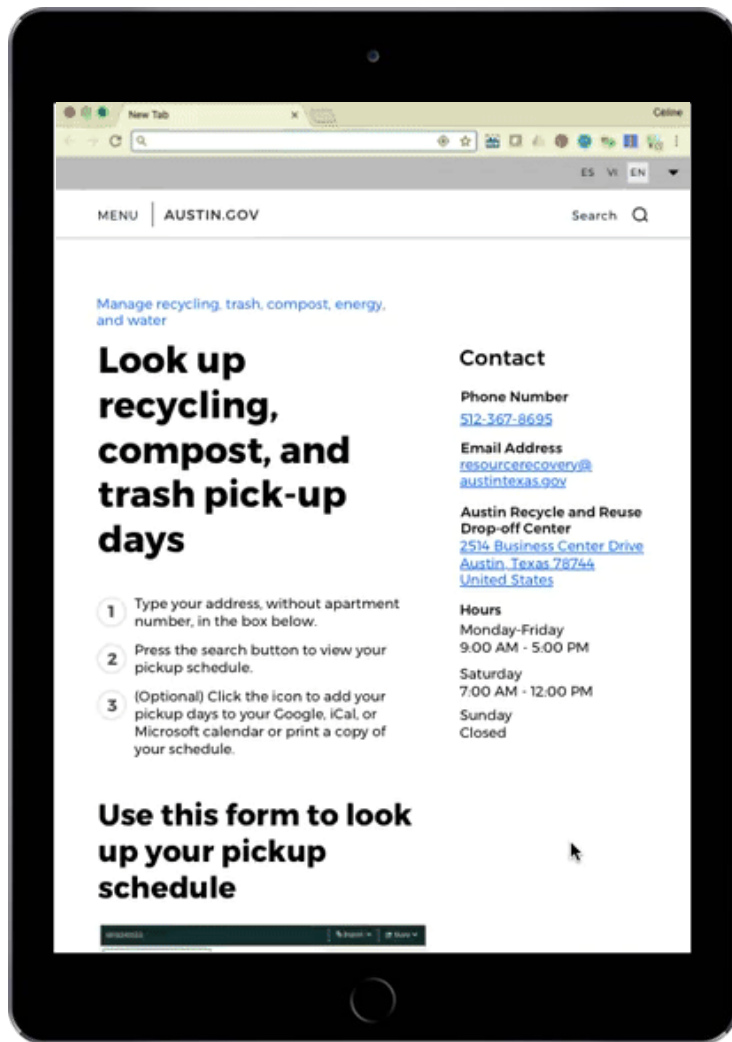 New Tab
Celine
ES VI EN
MENU AUSTIN.GOV
Search
Manage recycling, trash, compost, energy,
and water
Look up
recycling,
compost, and
trash pick-up
days
1 Type your address, without apartment
number, in the box below.
2 Press the search button to view your
pickup schedule.
3 (Optional) Click the icon to add your
pickup days to your Google, iCal, or
Microsoft calendar or print a copy of
your schedule.
Use this form to look
up your pickup
schedule
Contact
Phone Number
512-367-8695
Email Address
resourcerecovery@
austintexas.gov
Austin Recycle and Reuse
Drop-off Center
2514 Business Center Drive
Austin, Texas 78744
United States
Hours
Monday-Friday
9:00 AM - 5:00 PM
Saturday
7:00 AM - 12:00 PM
Sunday
Closed